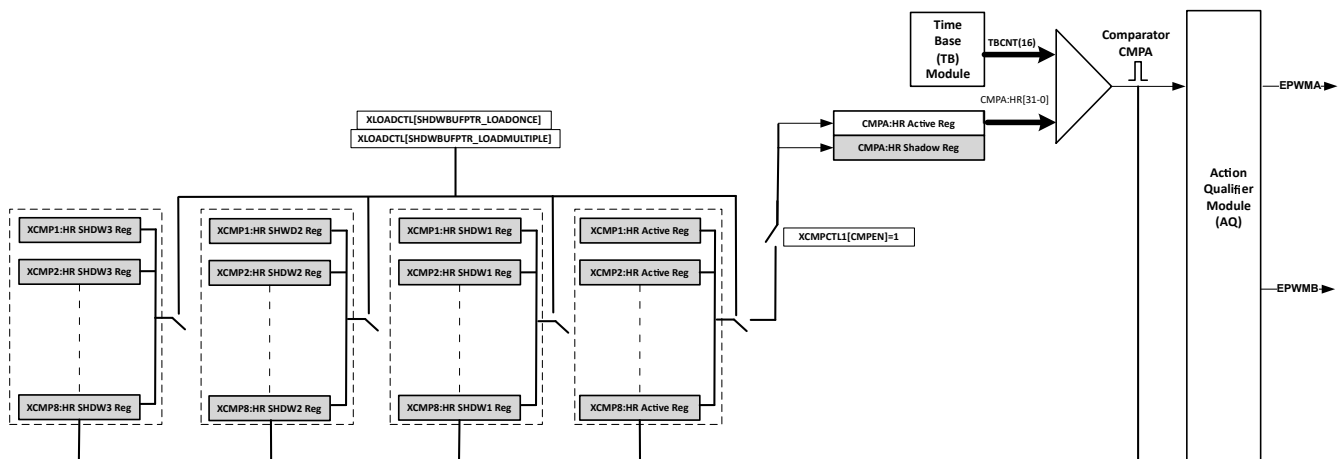 Time
Base
(TB)
Module
TBCNT(16)
Comparator
CMPA
CMPA:HR[31-0]
EPWMA
XLOADCTL[SHDWBUFPTR_LOADONCE]
XLOADCTL[SHDWBUFPTR_LOADMULTIPLE]
CMPA:HR Active Reg
CMPA:HR Shadow Reg
Action
Qualifier
Module
(AQ)
XCMP1:HR SHDW3 Reg
XCMP1:HR SHWD2 Reg
XCMP1:HR SHDW1 Reg
XCMP1:HR Active Reg
XCMPCTL1[CMPEN]=1
XCMP2:HR SHDW3 Reg
XCMP2:HR SHDW2 Reg
XCMP2:HR SHDW1 Reg
XCMP2:HR Active Reg
EPWMB
XCMP8:HR SHDW3 Reg
XCMP8:HR SHDW2 Reg
XCMP8:HR SHDW1 Reg
XCMP8:HR Active Reg